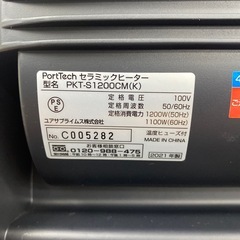 PortTech セラミックヒーター
型名 PKT-S1200CM(K)
PSE
定格電圧 100V
定格周波数 50/60Hz
定格消費電力 1200W(50Hz)
1100W(60Hz)
ユアサプライムス株式会社
No. C005282
温度ヒューズ付
MADE IN CHINA
0120-988-475
2021年製